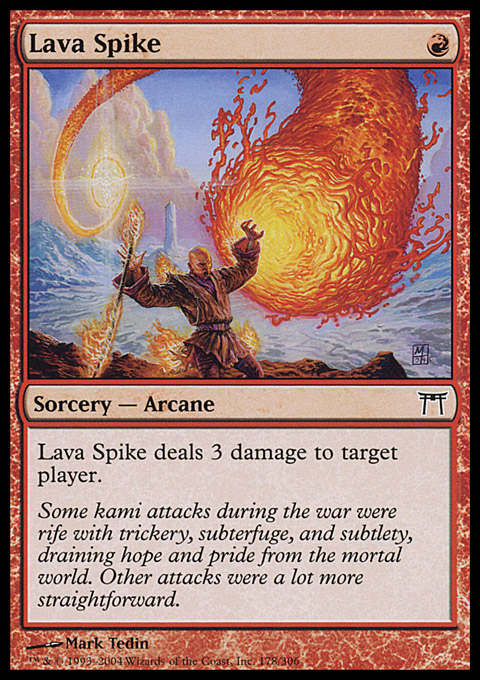 Lava Spike
Sorcery — Arcane
Lava Spike deals 3 damage to target
player.
Some kami attacks during the war were
rife with trickery, subterfuge, and subtlety,
draining hope and pride from the mortal
world. Other attacks were a lot more
straightforward.
Mark Tedin
™ & © 1993-2004 Wizards of the Coast, Inc. 178/306